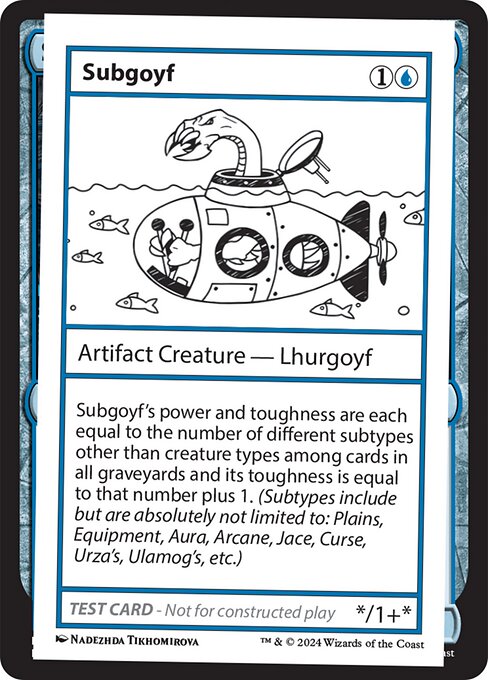 Subgoyf
1
Artifact Creature — Lhurgoyf
Subgoyf's power and toughness are each
equal to the number of different subtypes
other than creature types among cards in
all graveyards and its toughness is equal
to that number plus 1. (Subtypes include
but are absolutely not limited to: Plains,
Equipment, Aura, Arcane, Jace, Curse,
Urza's, Ulamog's, etc.)
TEST CARD - Not for constructed play */1+*
Nadezhda Tikhomirova ™ & © 2024 Wizards of the Coast
ast